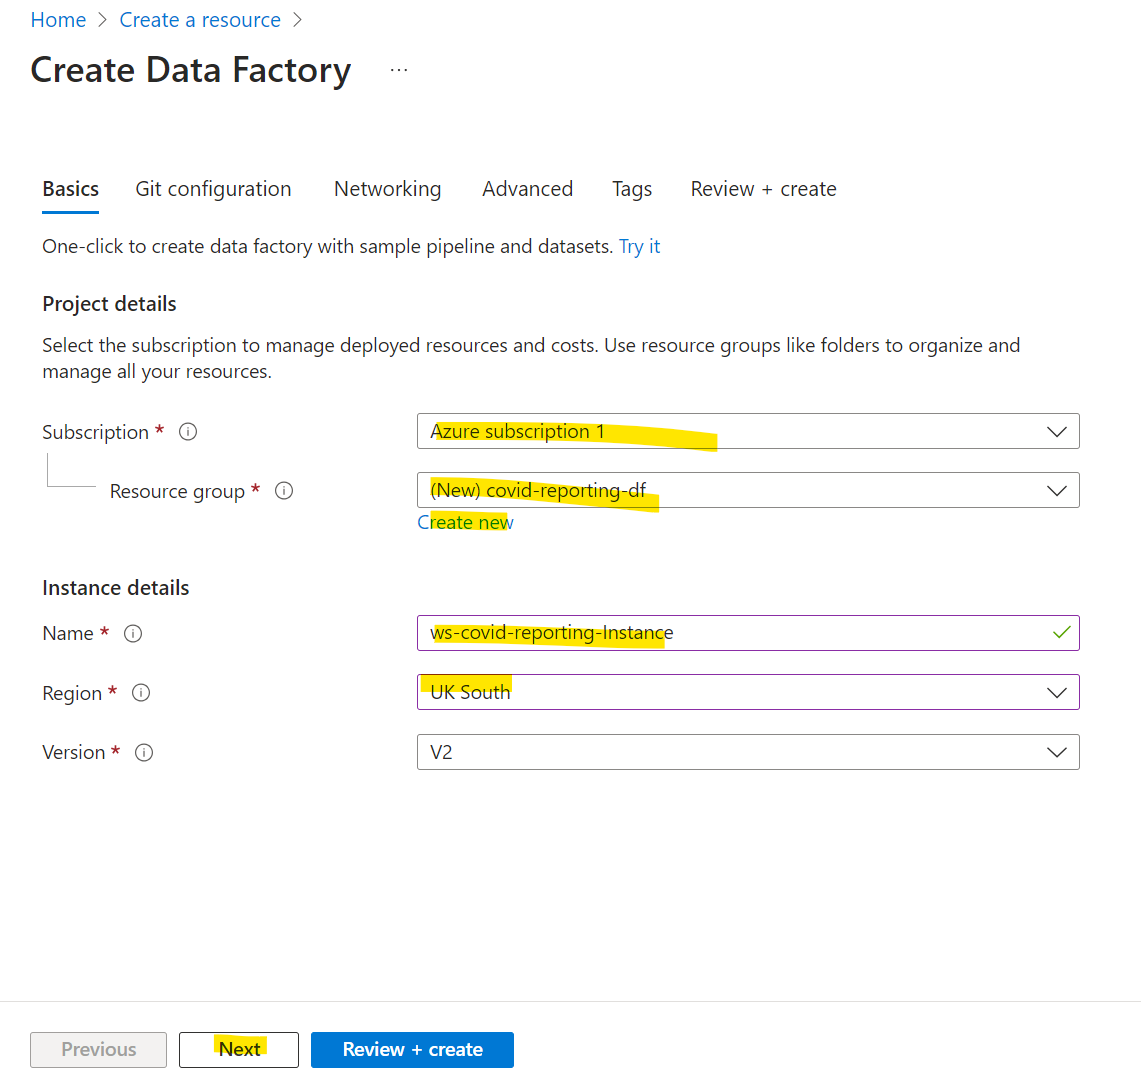 Home > Create a resource >
Create Data Factory ...
Basics Git configuration Networking Advanced Tags Review + create
One-click to create data factory with sample pipeline and datasets. Try it
Project details
Select the subscription to manage deployed resources and costs. Use resource groups like folders to organize and
manage all your resources.
Subscription * Azure subscription 1
Resource group * (New) covid-reporting-df
Create new
Instance details
Name * ws-covid-reporting-Instance
Region * UK South
Version * V2
Previous Next Review + create